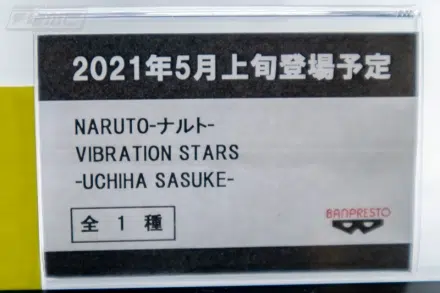 2021年5月上旬登場予定
NARUTO-ナルト-
VIBRATION STARS
-UCHIHA SASUKE-
全1種
BANPRESTO